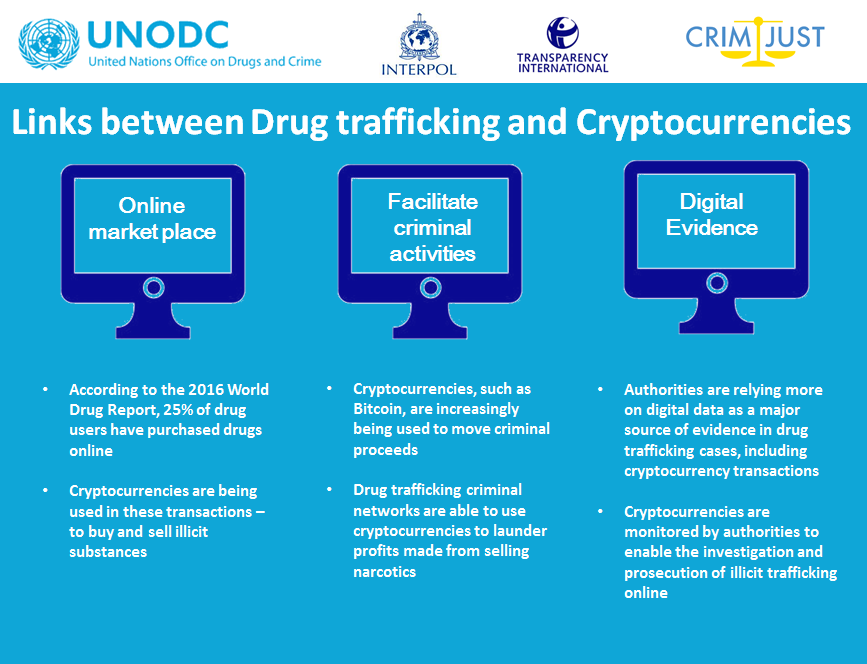 UNODC
United Nations Office on Drugs and Crime
INTERPOL
TRANSPARENCY
INTERNATIONAL
CRIMJUST
Links between Drug trafficking and Cryptocurrencies
Online
market place
Facilitate
criminal
activities
Digital
Evidence
• According to the 2016 World
Drug Report, 25% of drug
users have purchased drugs
online
• Cryptocurrencies are being
used in these transactions –
to buy and sell illicit
substances
• Cryptocurrencies, such as
Bitcoin, are increasingly
being used to move criminal
proceeds
• Drug trafficking criminal
networks are able to use
cryptocurrencies to launder
profits made from selling
narcotics
• Authorities are relying more
on digital data as a major
source of evidence in drug
trafficking cases, including
cryptocurrency transactions
• Cryptocurrencies are
monitored by authorities to
enable the investigation and
prosecution of illicit trafficking
online